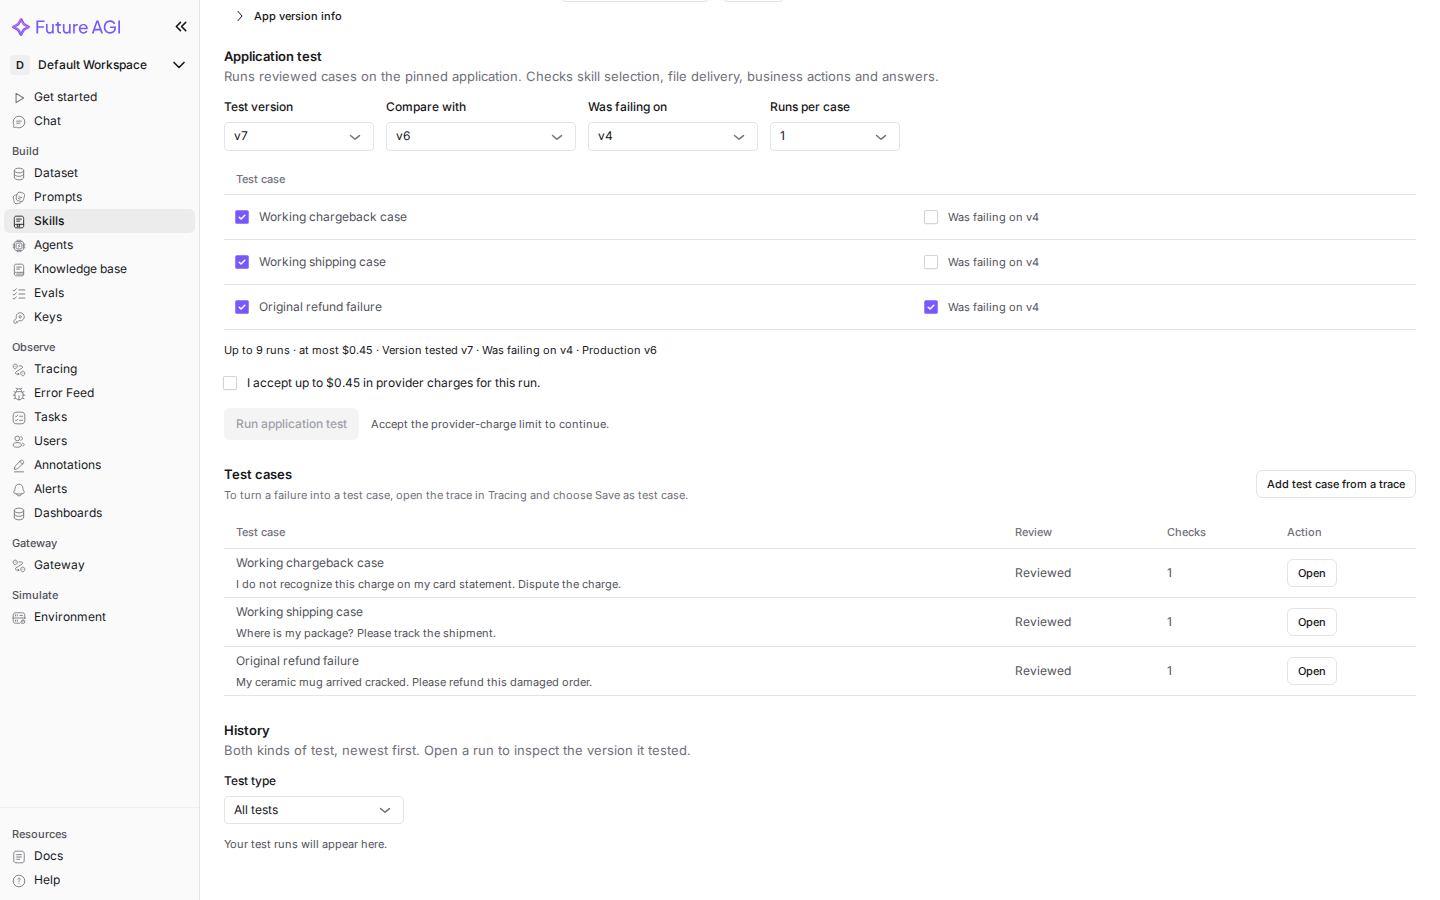 Future AGI
D Default Workspace
Get started
Chat
Build
Dataset
Prompts
Skills
Agents
Knowledge base
Evals
Keys
Observe
Tracing
Error Feed
Tasks
Users
Annotations
Alerts
Dashboards
Gateway
Gateway
Simulate
Environment
Resources
Docs
Help
App version info
Application test
Runs reviewed cases on the pinned application. Checks skill selection, file delivery, business actions and answers.
Test version Compare with Was failing on Runs per case
v7 v6 v4 1
Test case
Working chargeback case Was failing on v4
Working shipping case Was failing on v4
Original refund failure Was failing on v4
Up to 9 runs · at most $0.45 · Version tested v7 · Was failing on v4 · Production v6
I accept up to $0.45 in provider charges for this run.
Run application test Accept the provider-charge limit to continue.
Test cases
To turn a failure into a test case, open the trace in Tracing and choose Save as test case.
Add test case from a trace
Test case Review Checks Action
Working chargeback case
I do not recognize this charge on my card statement. Dispute the charge.
Reviewed 1 Open
Working shipping case
Where is my package? Please track the shipment.
Reviewed 1 Open
Original refund failure
My ceramic mug arrived cracked. Please refund this damaged order.
Reviewed 1 Open
History
Both kinds of test, newest first. Open a run to inspect the version it tested.
Test type
All tests
Your test runs will appear here.